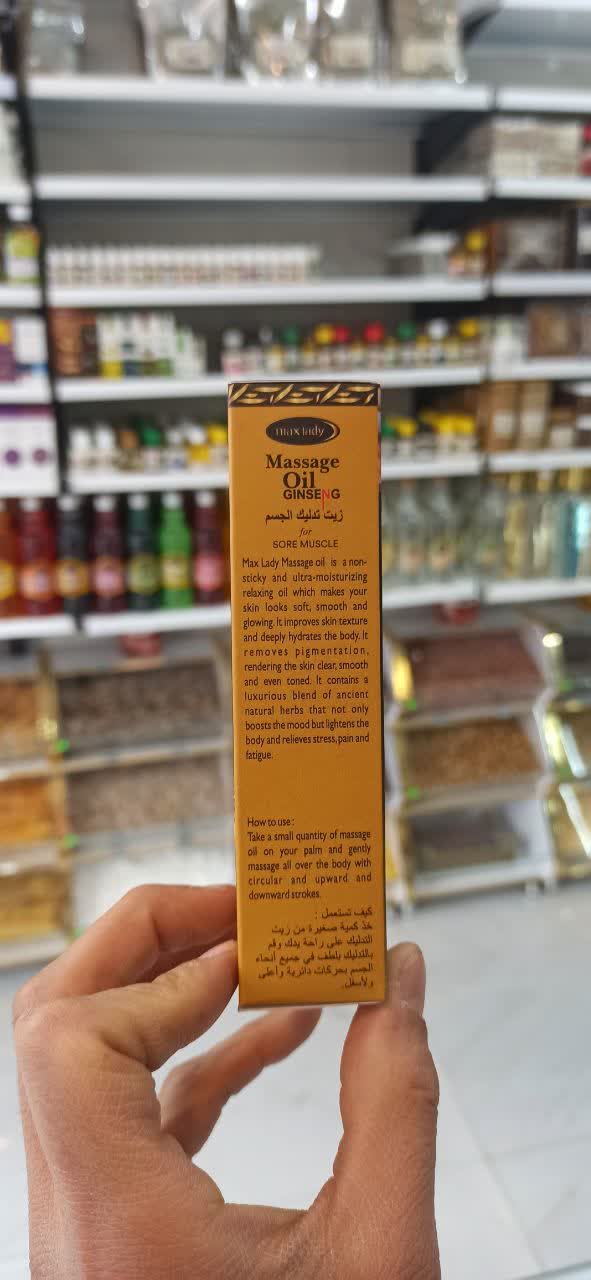 max lady
Massage
Oil
GINSENG
زيت تدليك الجسم
for
SORE MUSCLE
Max Lady Massage oil is a non-
sticky and ultra-moisturizing
relaxing oil which makes your
skin looks soft, smooth and
glowing. It improves skin texture
and deeply hydrates the body. It
removes pigmentation,
rendering the skin clear, smooth
and even toned. It contains a
luxurious blend of ancient
natural herbs that not only
boosts the mood but lightens the
body and relieves stress, pain and
fatigue.
How to use :
Take a small quantity of massage
oil on your palm and gently
massage all over the body with
circular and upward and
downward strokes.
كيف تستعمل :
خذ كمية صغيرة من زيت
التدليك على راحة يدك وقم
بالتدليك بلطف في جميع أنحاء
الجسم بحركات دائرية وأعلى
ولأسفل.